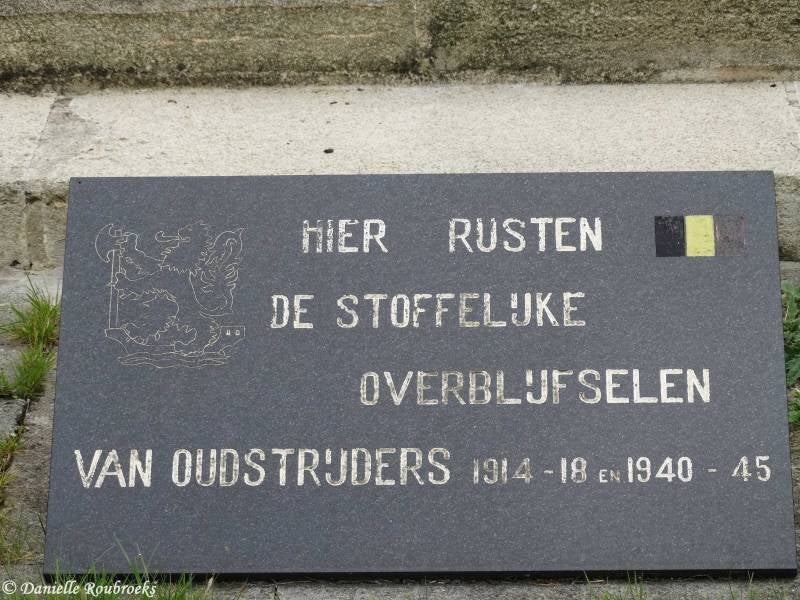 HIER RUSTEN
DE STOFFELIJKE
OVERBLIJFSELEN
VAN OUDSTRIJDERS 1914-18 EN 1940-45
© Danielle Roubroeks